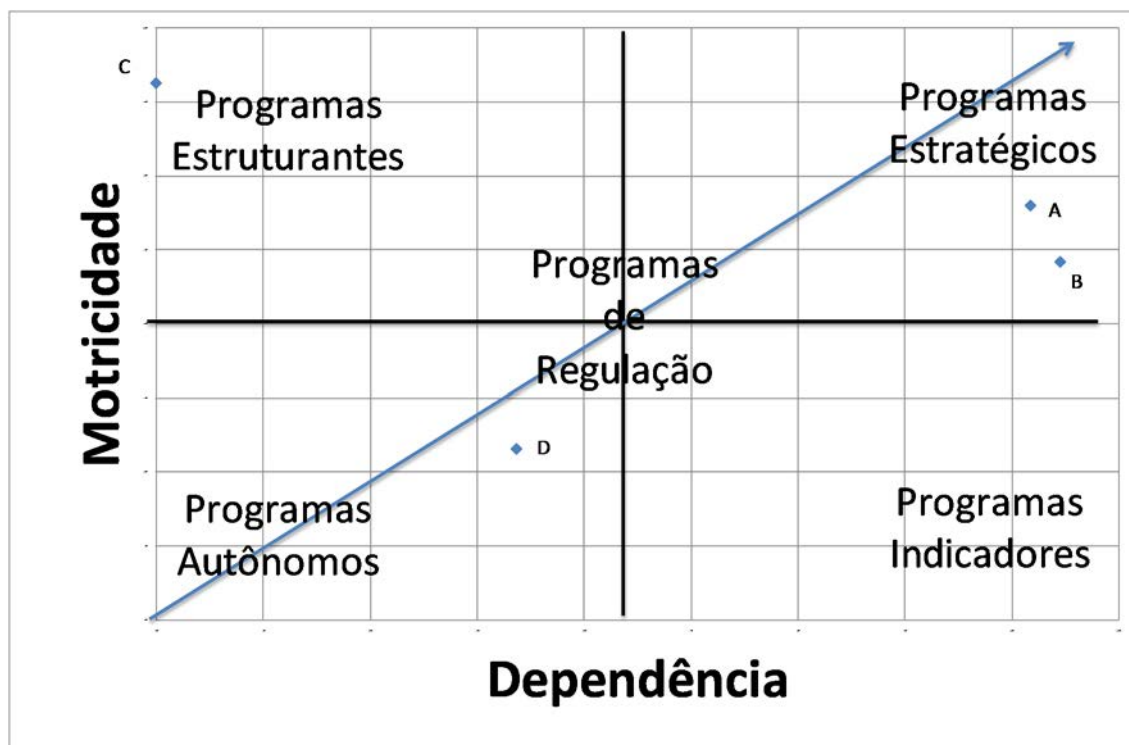 C
Programas
Estruturantes
Programas
Estratégicos
A
B
Motricidade
Programas
de
Regulação
D
Programas
Autônomos
Programas
Indicadores
Dependência